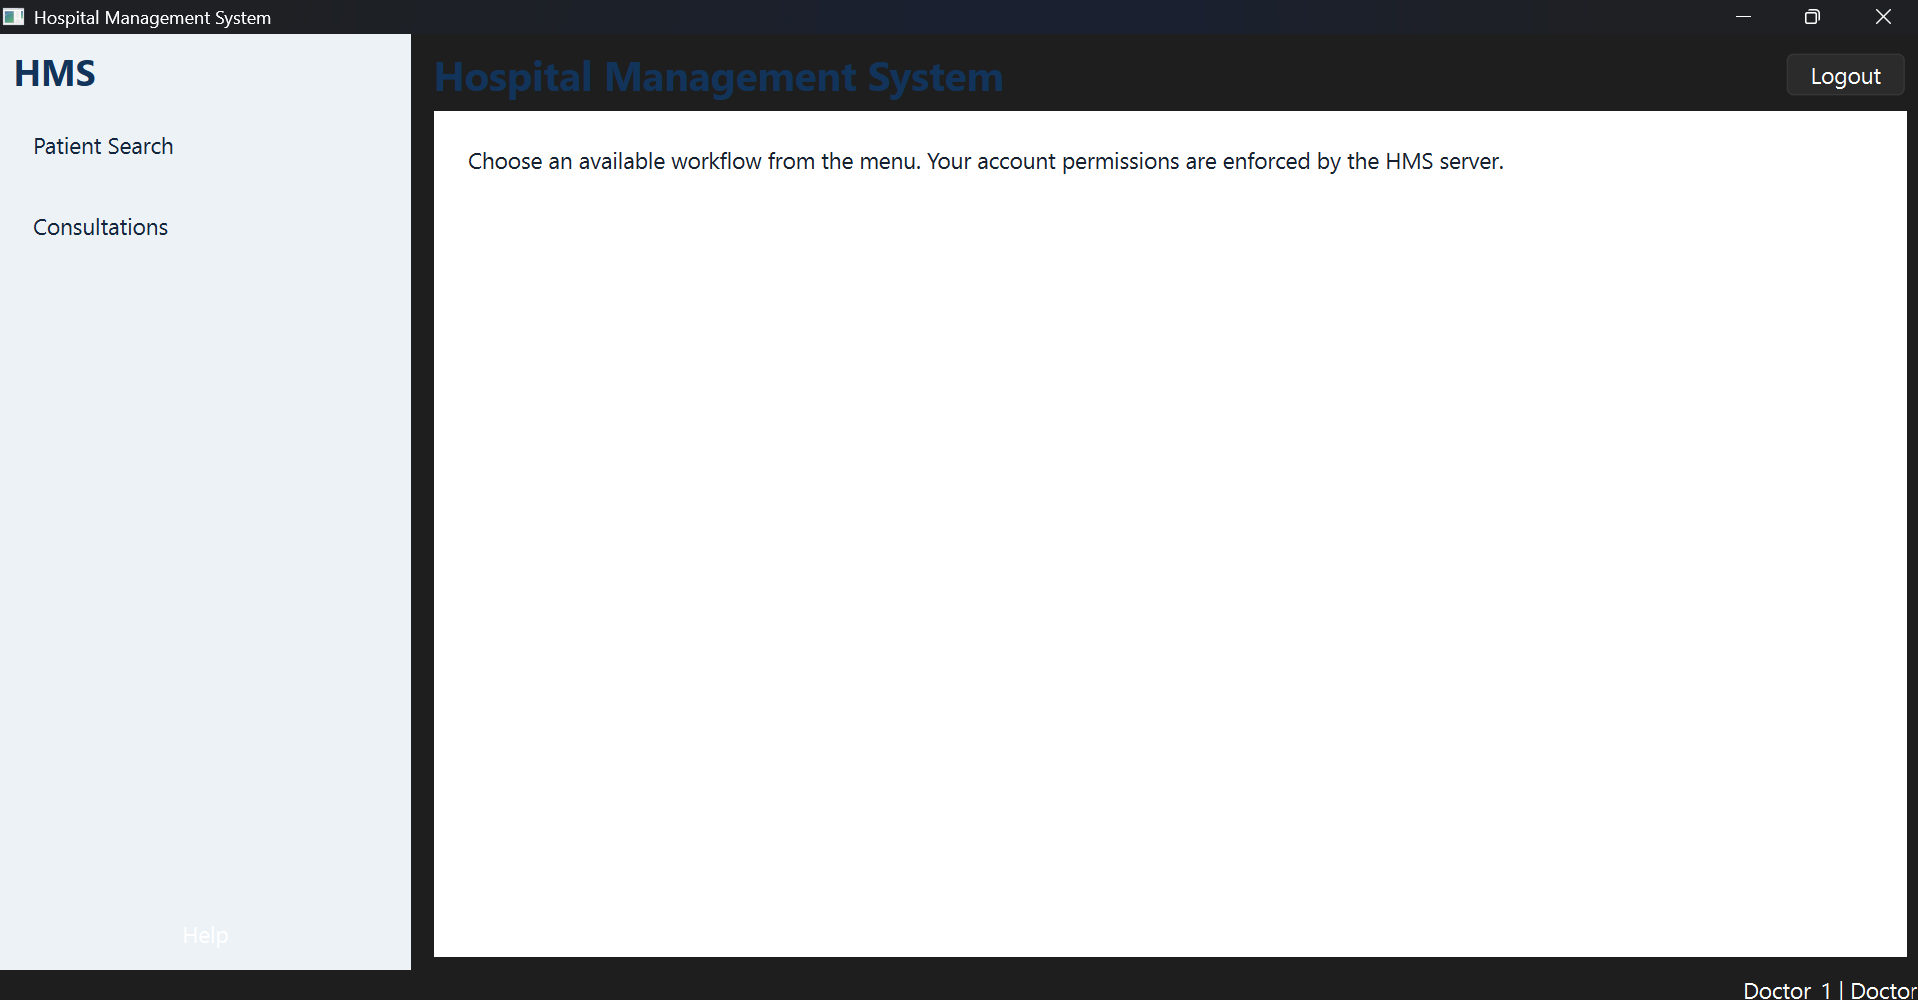 Hospital Management System
HMS
Hospital Management System
Logout
Patient Search
Choose an available workflow from the menu. Your account permissions are enforced by the HMS server.
Consultations
Help
Doctor 1 | Doctor